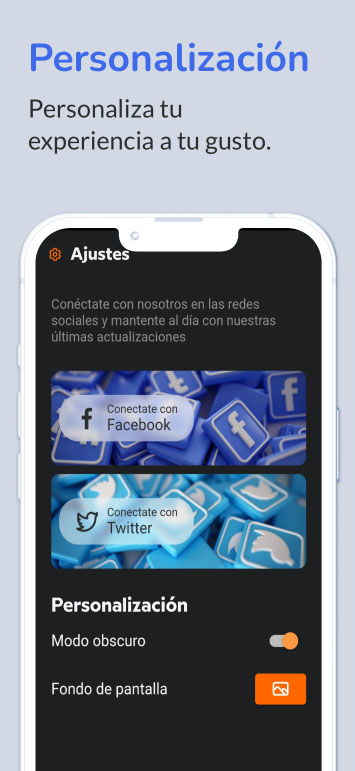 Personalización
Personaliza tu
experiencia a tu gusto.
Ajustes
Conéctate con nosotros en las redes
sociales y mantente al día con nuestras
últimas actualizaciones
Conectate con
Facebook
Conectate con
Twitter
Personalización
Modo obscuro
Fondo de pantalla